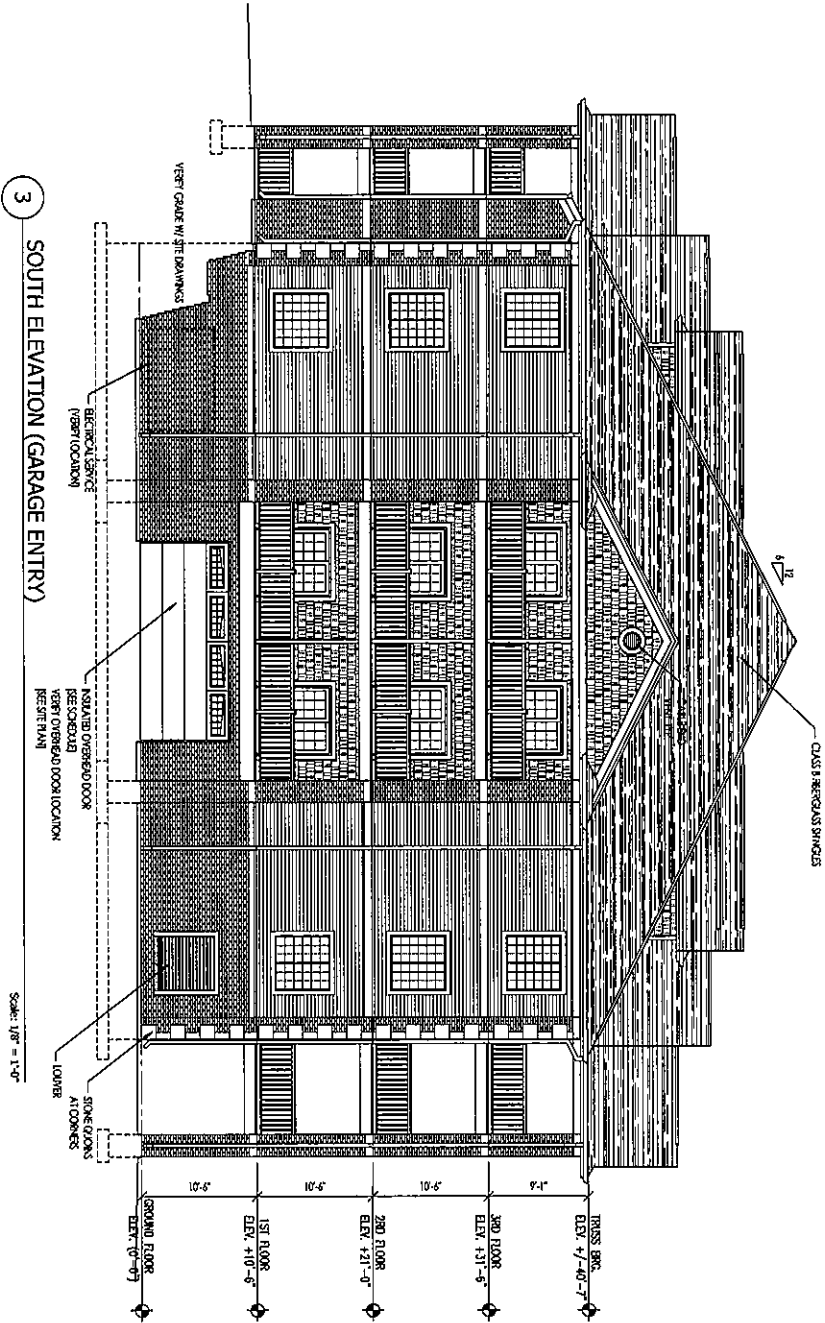 CLASS B FIBERGLASS SHINGLES
12
6
TRUSS BRG.
ELEV. +/-40'-7"
3RD FLOOR
ELEV. +31'-6"
2ND FLOOR
ELEV. +21'-0"
1ST FLOOR
ELEV. +10'-6"
GROUND FLOOR
ELEV. (0'-0")
9'-1"
10'-6"
10'-6"
10'-6"
VERIFY GRADE W/ SITE DRAWINGS
ELECTRICAL SERVICE
(VERIFY LOCATION)
INSULATED OVERHEAD DOOR
(SEE SCHEDULE)
VERIFY OVERHEAD DOOR LOCATION
(SEE SITE PLAN)
LOUVER
STONE QUOINS
AT CORNERS
3
SOUTH ELEVATION (GARAGE ENTRY)
Scale: 1/8" = 1'-0"